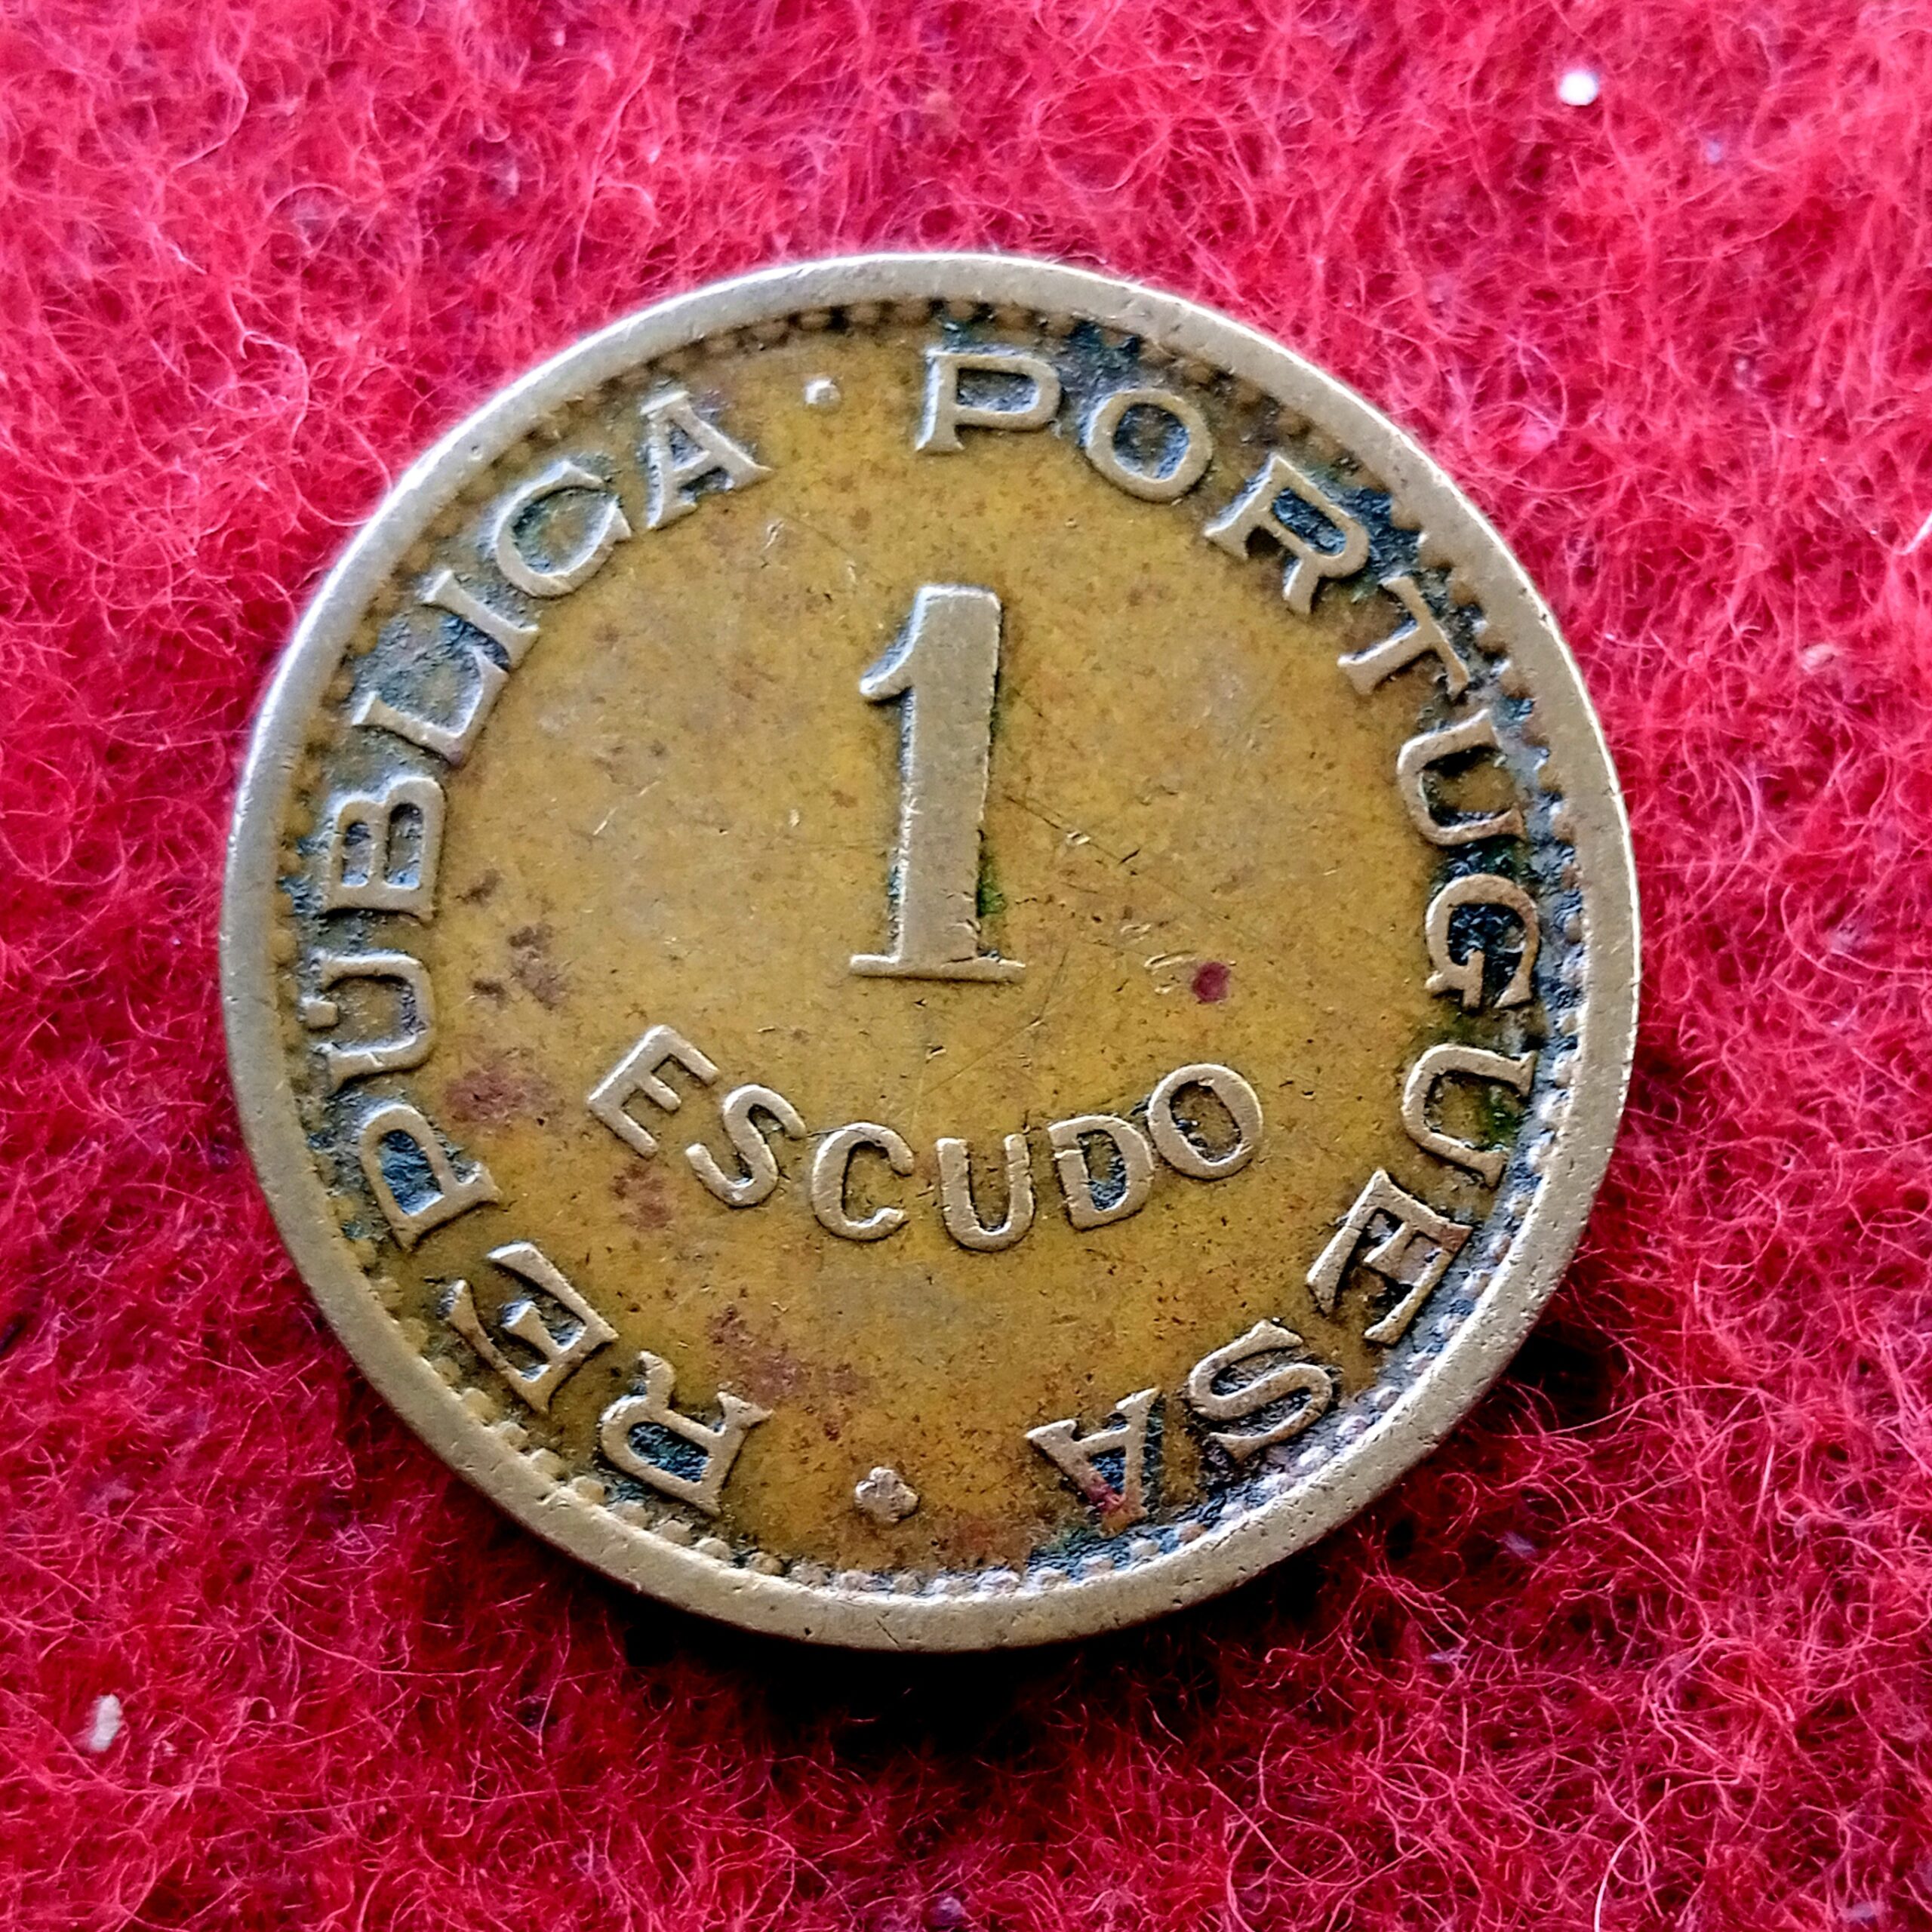 REPÚBLICA · PORTUGUESA
1
ESCUDO